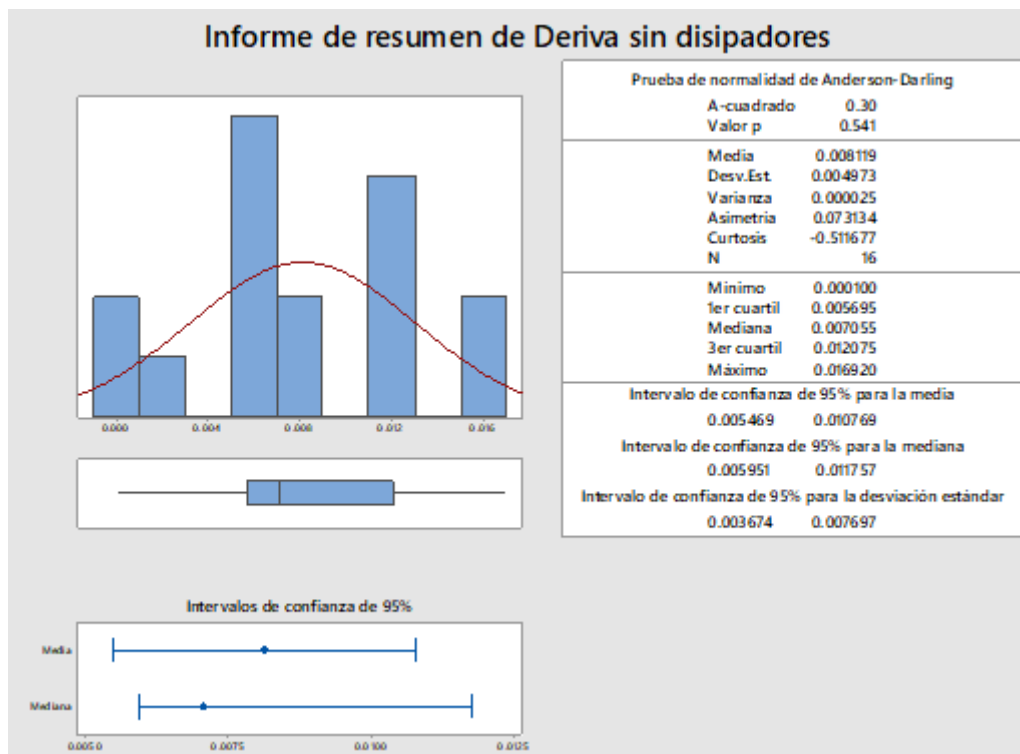 Informe de resumen de Deriva sin disipadores
Prueba de normalidad de Anderson-Darling
A-cuadrado 0.30
Valor p 0.541
Media 0.008119
Desv.Est. 0.004973
Varianza 0.000025
Asimetría 0.073134
Curtosis -0.511677
N 16
Mínimo 0.000100
1er cuartil 0.005695
Mediana 0.007055
3er cuartil 0.012075
Máximo 0.016920
Intervalo de confianza de 95% para la media
0.005469 0.010769
Intervalo de confianza de 95% para la mediana
0.005951 0.011757
Intervalo de confianza de 95% para la desviación estándar
0.003674 0.007697
0.000 0.004 0.008 0.012 0.016
Intervalos de confianza de 95%
Media
Mediana
0.0050 0.0075 0.0100 0.0125